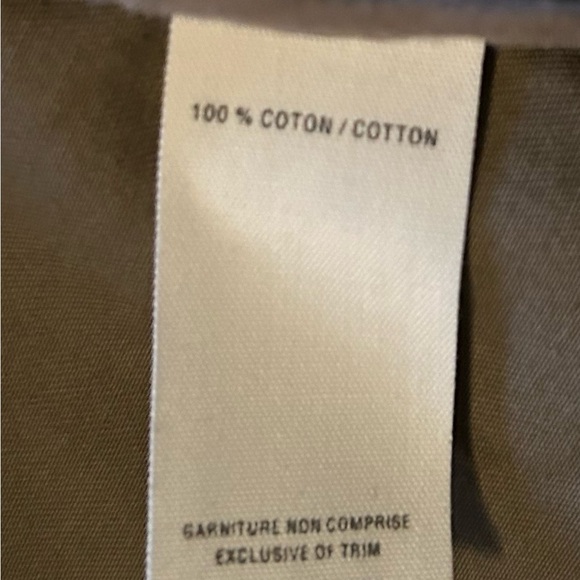 100 % COTON / COTTON
GARNITURE NON COMPRISE
EXCLUSIVE OF TRIM